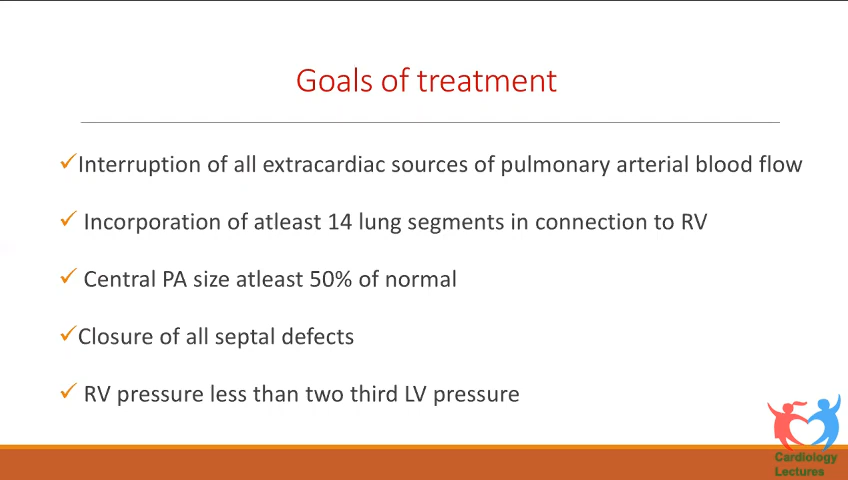 Goals of treatment
✓Interruption of all extracardiac sources of pulmonary arterial blood flow
✓ Incorporation of atleast 14 lung segments in connection to RV
✓ Central PA size atleast 50% of normal
✓Closure of all septal defects
✓ RV pressure less than two third LV pressure
Cardiology
Lectures